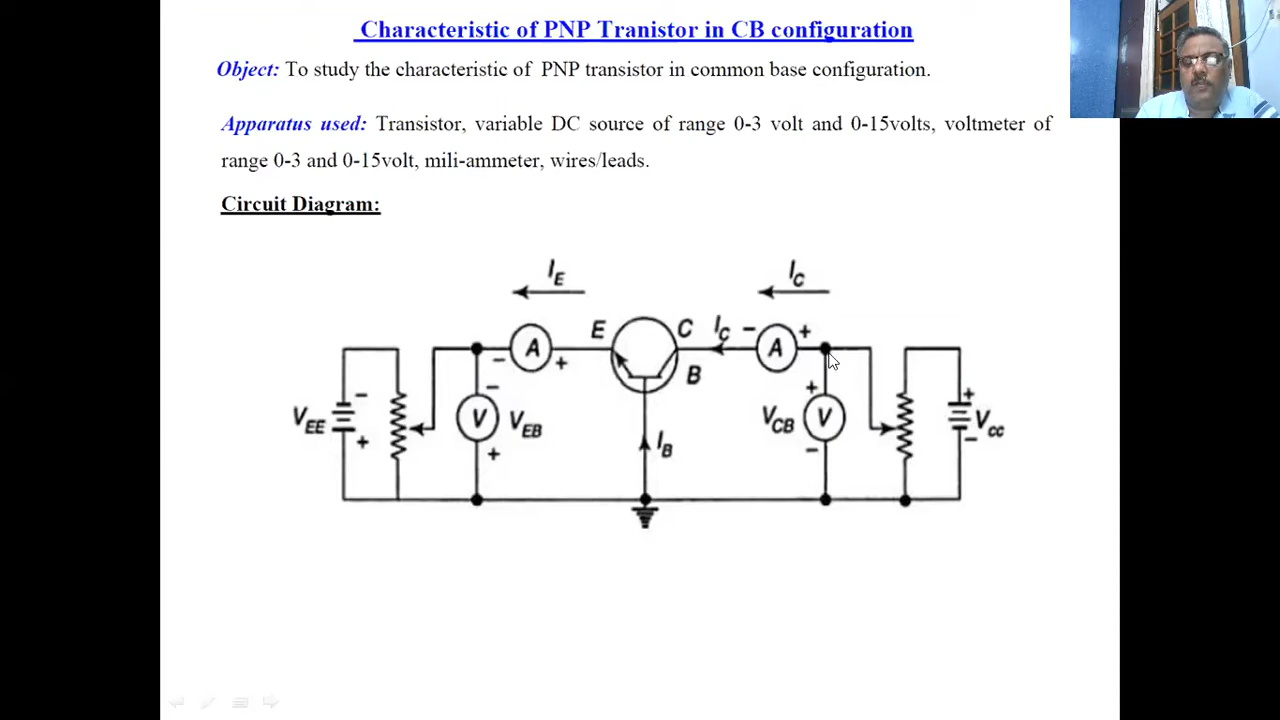 Characteristic of PNP Tranistor in CB configuration
Object: To study the characteristic of PNP transistor in common base configuration.
Apparatus used: Transistor, variable DC source of range 0-3 volt and 0-15volts, voltmeter of
range 0-3 and 0-15volt, mili-ammeter, wires/leads.
Circuit Diagram:
IE IC
E C IC − A +
− A + B
VEE − + − V VEB + IB VCB + V − + VCC −